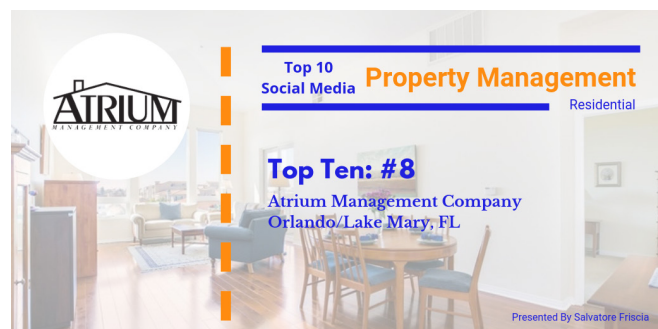 ATRIUM
MANAGEMENT COMPANY
Top 10
Social Media
Property Management
Residential
Top Ten: #8
Atrium Management Company
Orlando/Lake Mary, FL
Presented By Salvatore Friscia